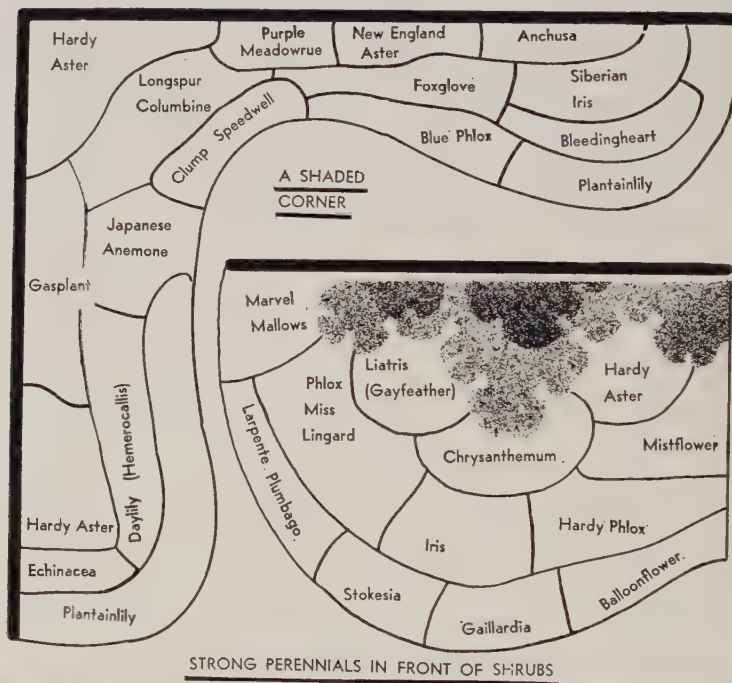 Hardy
Aster
Purple
Meadowrue
New England
Aster
Anchusa
Longspur
Columbine
Foxglove
Siberian
Iris
Clump Speedwell
Blue Phlox
Bleedingheart
Plantainlily
A SHADED
CORNER
Japanese
Anemone
Gasplant
Daylily (Hemerocallis)
Hardy Aster
Echinacea
Plantainlily
Marvel
Mallows
Liatris
(Gayfeather)
Phlox
Miss
Lingard
Hardy
Aster
Larpente Plumbago
Chrysanthemum
Mistflower
Iris
Hardy Phlox
Stokesia
Gaillardia
Balloonflower
STRONG PERENNIALS IN FRONT OF SHRUBS